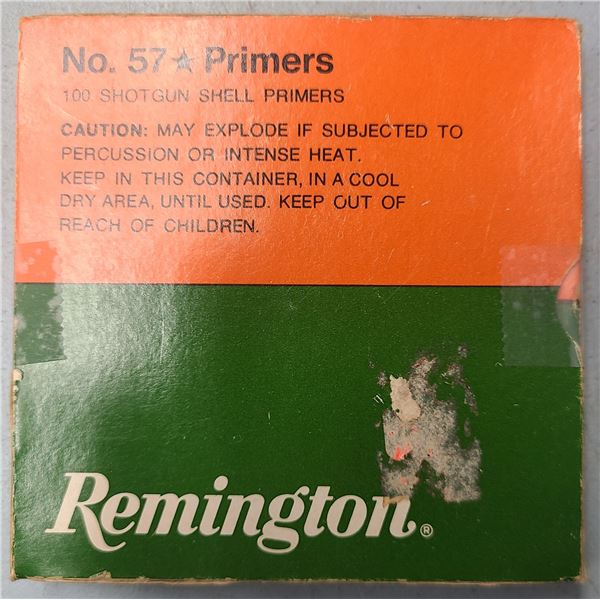 No. 57★ Primers
100 SHOTGUN SHELL PRIMERS
CAUTION: MAY EXPLODE IF SUBJECTED TO
PERCUSSION OR INTENSE HEAT.
KEEP IN THIS CONTAINER, IN A COOL
DRY AREA, UNTIL USED. KEEP OUT OF
REACH OF CHILDREN.
Remington®